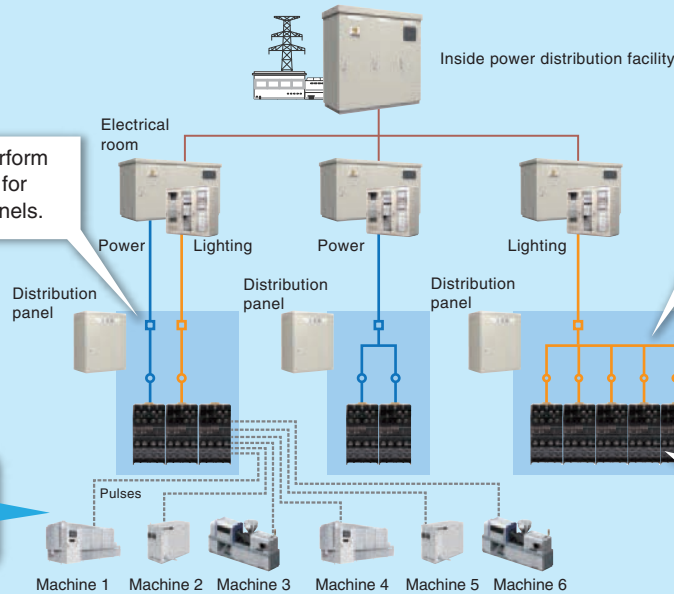 Inside power distribution facility
Electrical
room
rform
for
nels.
Power
Lighting
Power
Lighting
Distribution
panel
Distribution
panel
Distribution
panel
Pulses
Machine 1
Machine 2
Machine 3
Machine 4
Machine 5
Machine 6